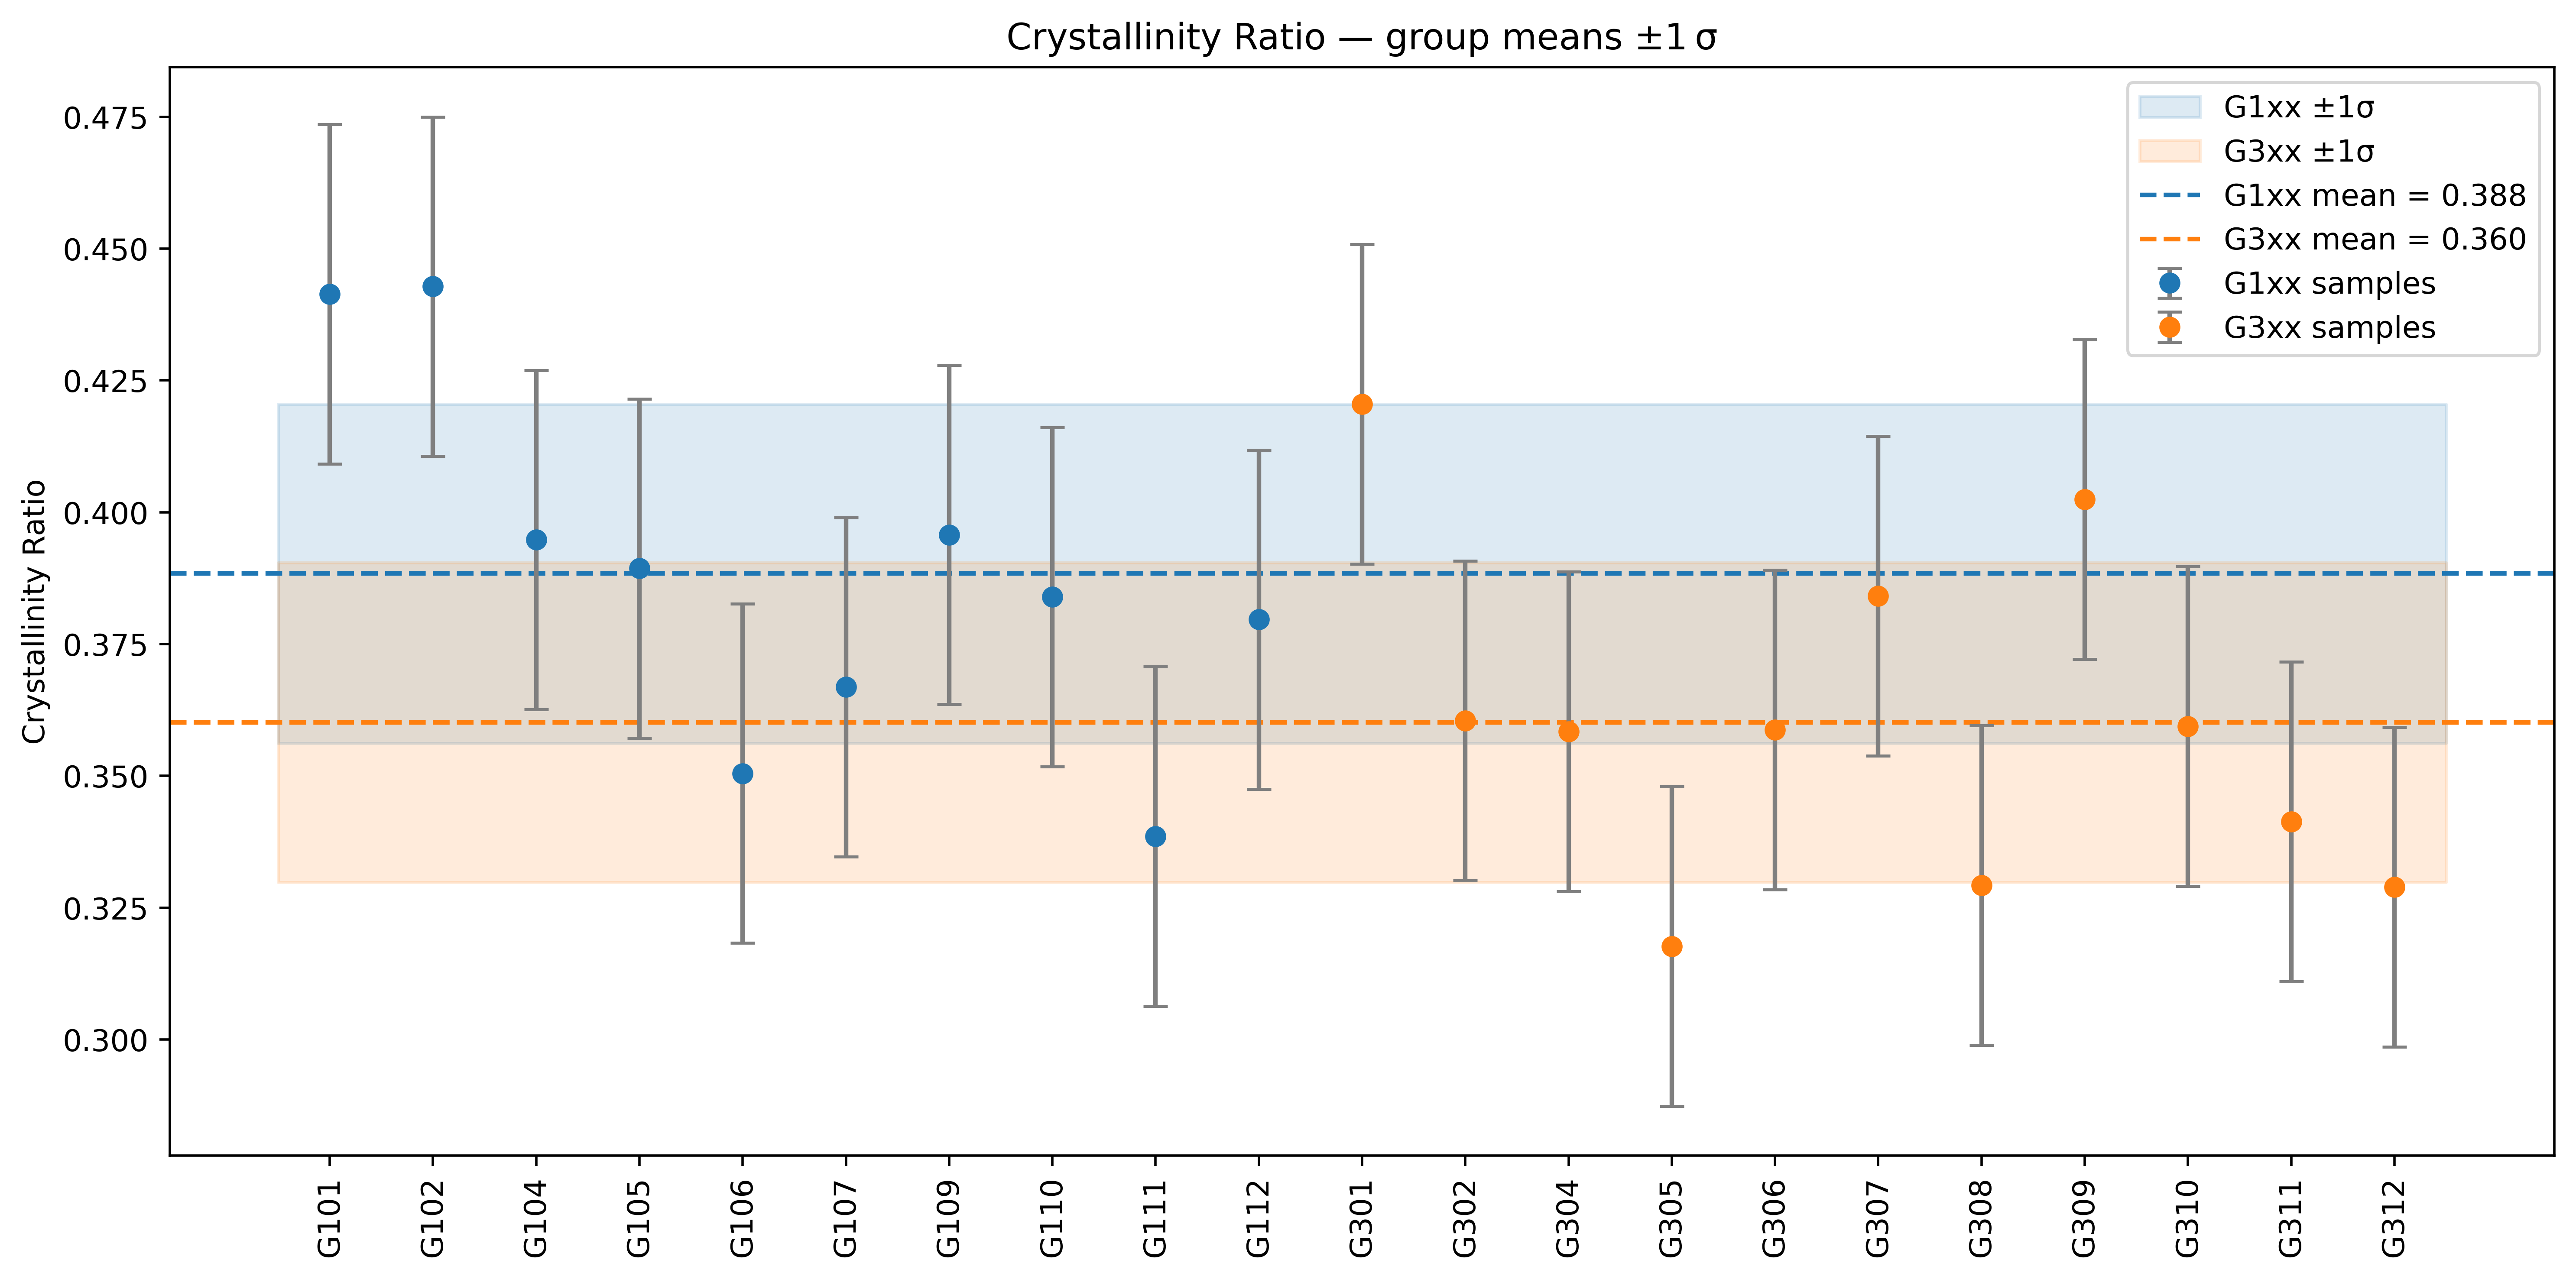 Crystallinity Ratio — group means ±1 σ
Crystallinity Ratio
0.475
0.450
0.425
0.400
0.375
0.350
0.325
0.300
G1xx ±1σ
G3xx ±1σ
G1xx mean = 0.388
G3xx mean = 0.360
G1xx samples
G3xx samples
G101
G102
G104
G105
G106
G107
G109
G110
G111
G112
G301
G302
G304
G305
G306
G307
G308
G309
G310
G311
G312